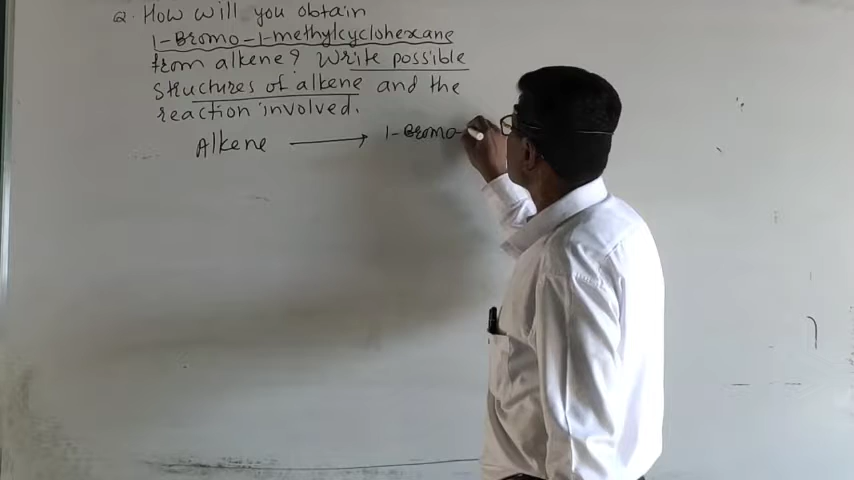 Q. How will you obtain
1-Bromo-1-methylcyclohexane
from alkene? Write possible
structures of alkene and the
reaction involved.
Alkene ⟶ 1-Bromo-